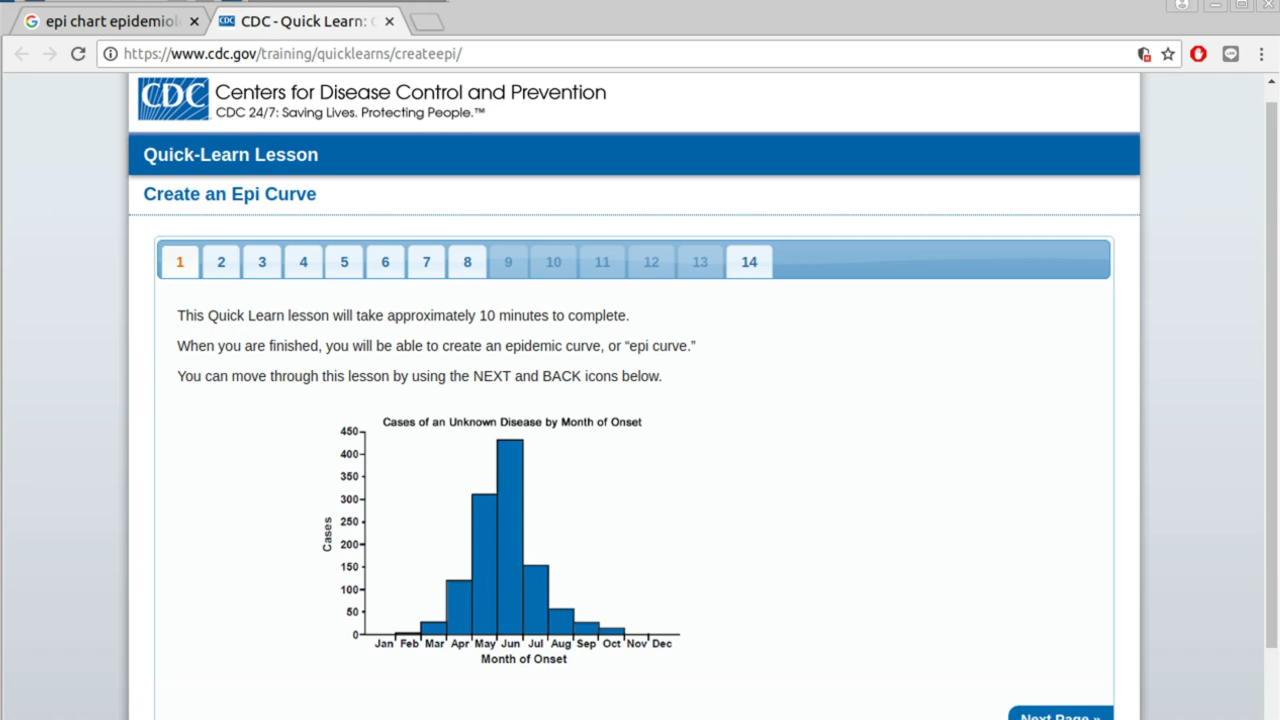 epi chart epidemiol
CDC - Quick Learn: C
https://www.cdc.gov/training/quicklearns/createepi/
CDC
Centers for Disease Control and Prevention
CDC 24/7: Saving Lives. Protecting People.™
Quick-Learn Lesson
Create an Epi Curve
1 2 3 4 5 6 7 8 9 10 11 12 13 14
This Quick Learn lesson will take approximately 10 minutes to complete.
When you are finished, you will be able to create an epidemic curve, or “epi curve.”
You can move through this lesson by using the NEXT and BACK icons below.
Cases of an Unknown Disease by Month of Onset
450
400
350
300
250
200
150
100
50
0
Cases
Jan Feb Mar Apr May Jun Jul Aug Sep Oct Nov Dec
Month of Onset
Next Page »